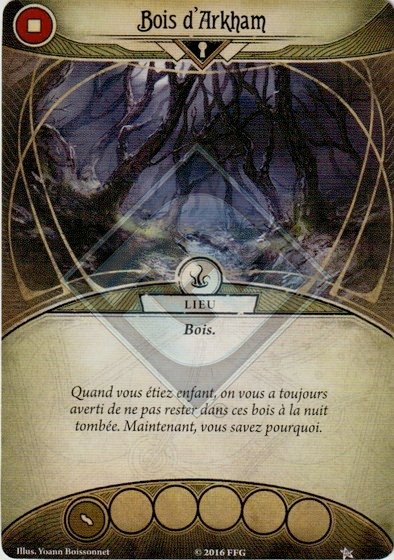 Bois d'Arkham
LIEU
Bois.
Quand vous étiez enfant, on vous a toujours
averti de ne pas rester dans ces bois à la nuit
tombée. Maintenant, vous savez pourquoi.
Illus. Yoann Boissonnet
© 2016 FFG